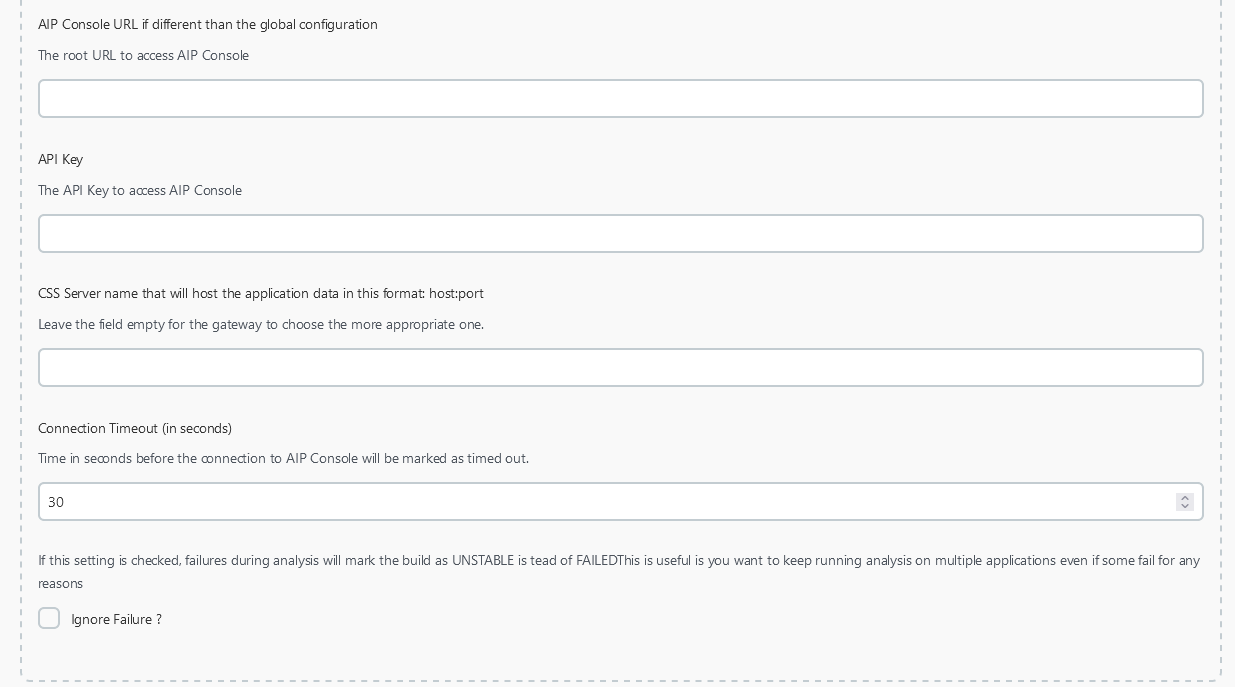 AIP Console URL if different than the global configuration
The root URL to access AIP Console
API Key
The API Key to access AIP Console
CSS Server name that will host the application data in this format: host:port
Leave the field empty for the gateway to choose the more appropriate one.
Connection Timeout (in seconds)
Time in seconds before the connection to AIP Console will be marked as timed out.
30
If this setting is checked, failures during analysis will mark the build as UNSTABLE is tead of FAILEDThis is useful is you want to keep running analysis on multiple applications even if some fail for any
reasons
Ignore Failure ?